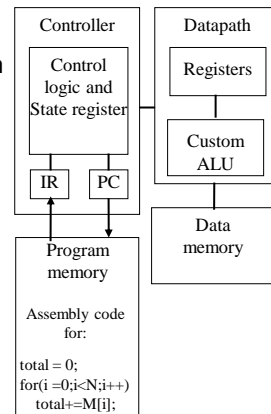 Controller
Control
logic and
State register
IR
PC
Datapath
Registers
Custom
ALU
Data
memory
Program
memory
Assembly code
for:
total = 0;
for(i =0;i<N;i++)
total+=M[i];